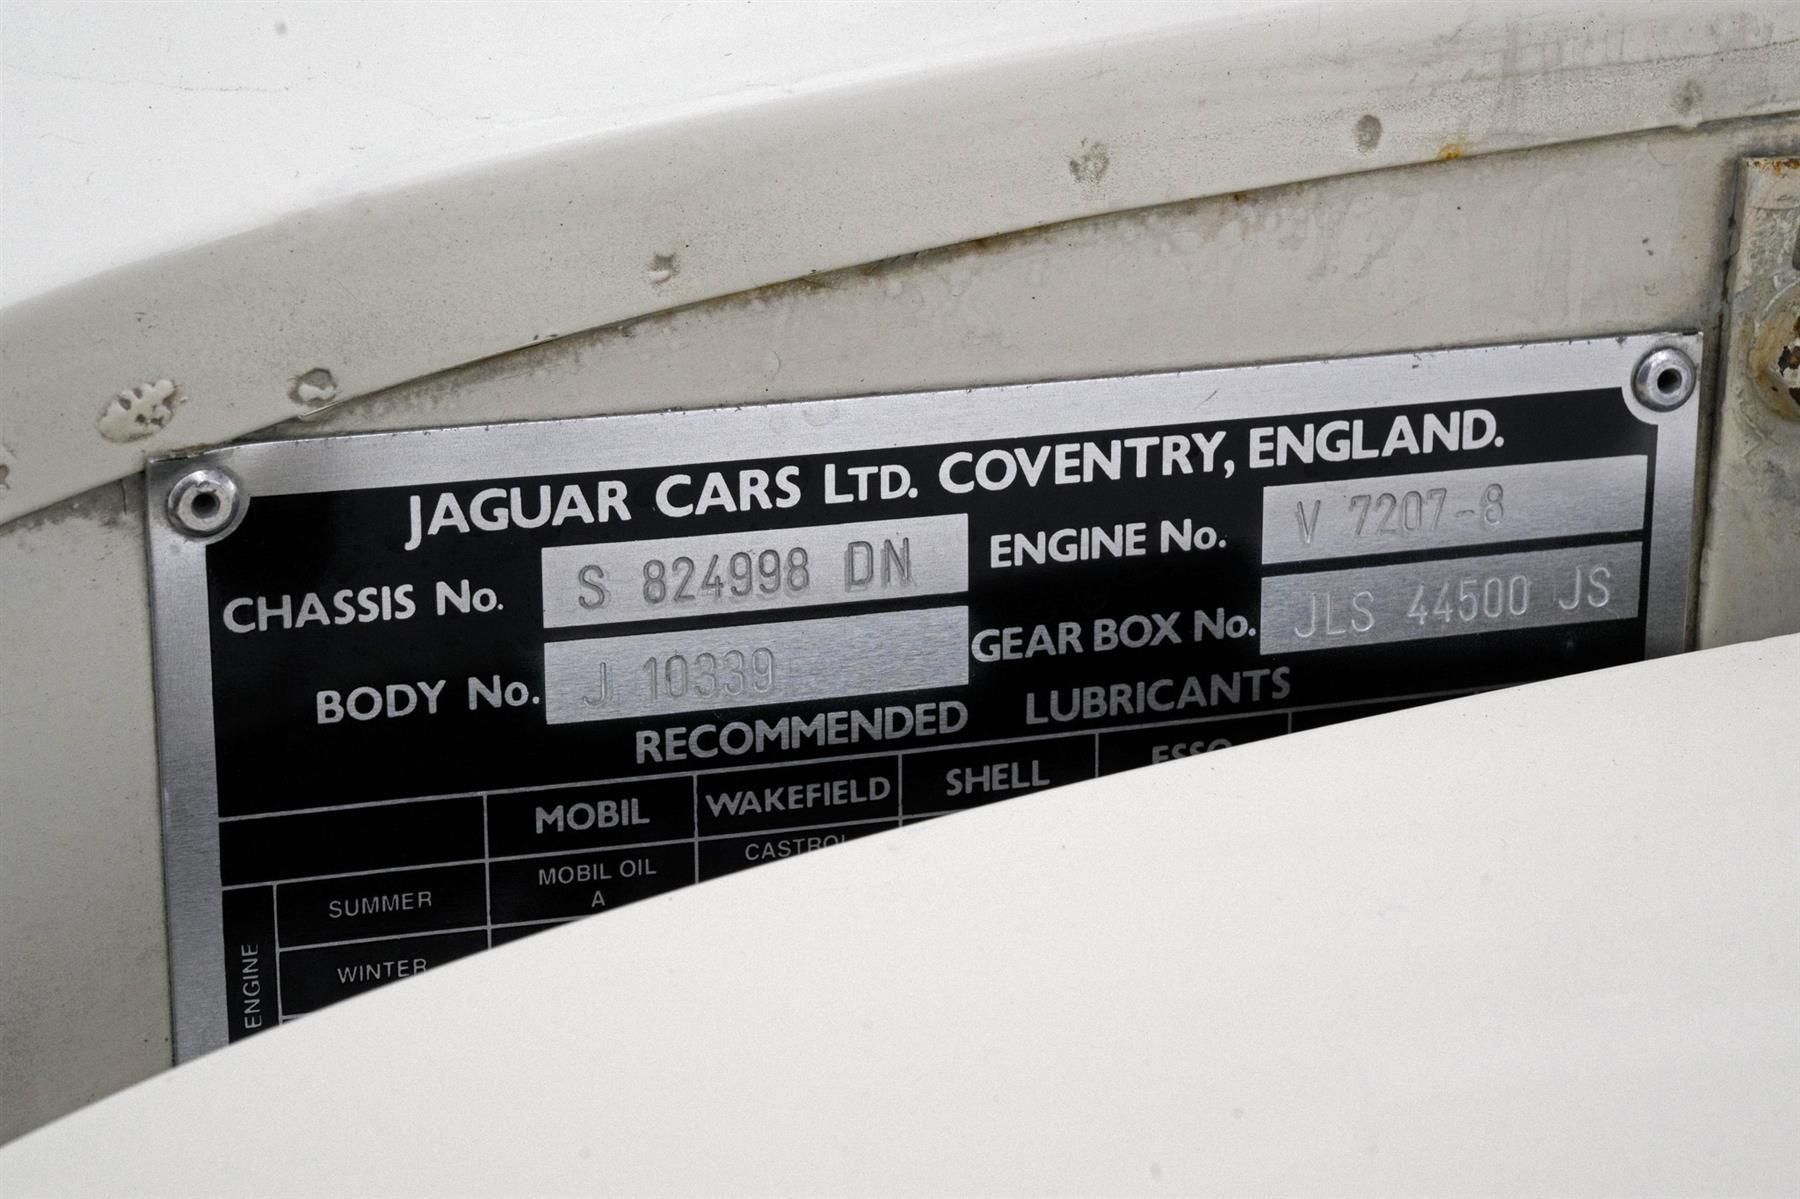 JAGUAR CARS LTD. COVENTRY, ENGLAND.
CHASSIS No. S 824998 DN ENGINE No. V 7207-8
BODY No. J 10339 GEAR BOX No. JLS 44500 JS
RECOMMENDED LUBRICANTS
MOBIL WAKEFIELD SHELL ESSO
ENGINE
SUMMER MOBIL OIL A CASTROL
WINTER